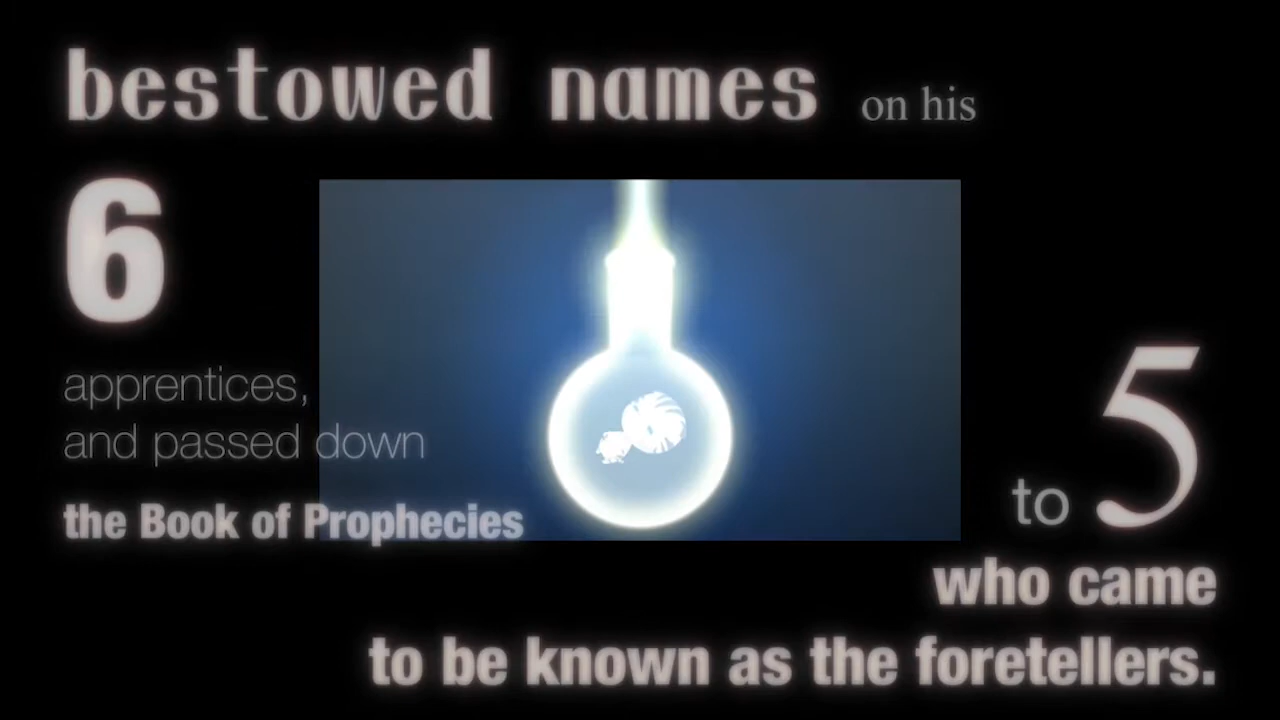 bestowed names on his
6
apprentices,
and passed down
the Book of Prophecies
to 5
who came
to be known as the foretellers.